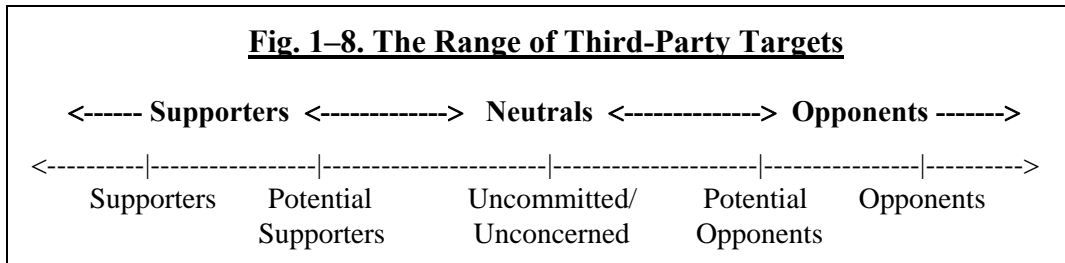 Fig. 1–8. The Range of Third-Party Targets
<------ Supporters <-------------> Neutrals <--------------> Opponents ------->
<----------|------------------|------------------------|----------------------|-----------------|---------->
Supporters Potential Uncommitted/ Potential Opponents
Supporters Unconcerned Opponents